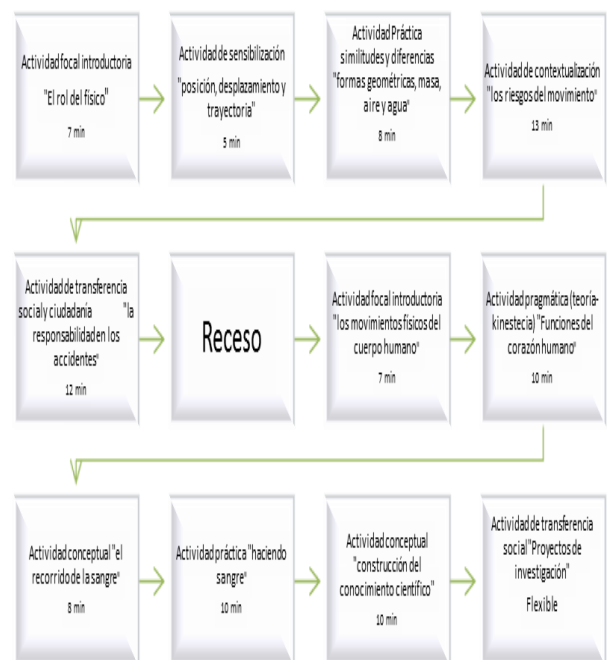 Actividad focal introductoria
"El rol del físico"
7 min
Actividad de sensibilización
"posición, desplazamiento y
trayectoria"
5 min
Actividad Práctica
similitudes y diferencias
"formas geométricas, masa,
aire y agua"
8 min
Actividad de contextualización
"los riesgos del movimiento"
13 min
Actividad de transferencia
social y ciudadanía "la
responsabilidad en los
accidentes"
12 min
Receso
Actividad focal introductoria
"los movimientos físicos del
cuerpo humano"
7 min
Actividad pragmática (teoría-
kinestecia) "Funciones del
corazón humano"
10 min
Actividad conceptual "el
recorrido de la sangre"
8 min
Actividad práctica "haciendo
sangre"
10 min
Actividad conceptual
"construcción del
conocimiento científico"
10 min
Actividad de transferencia
social "Proyectos de
investigación"
Flexible